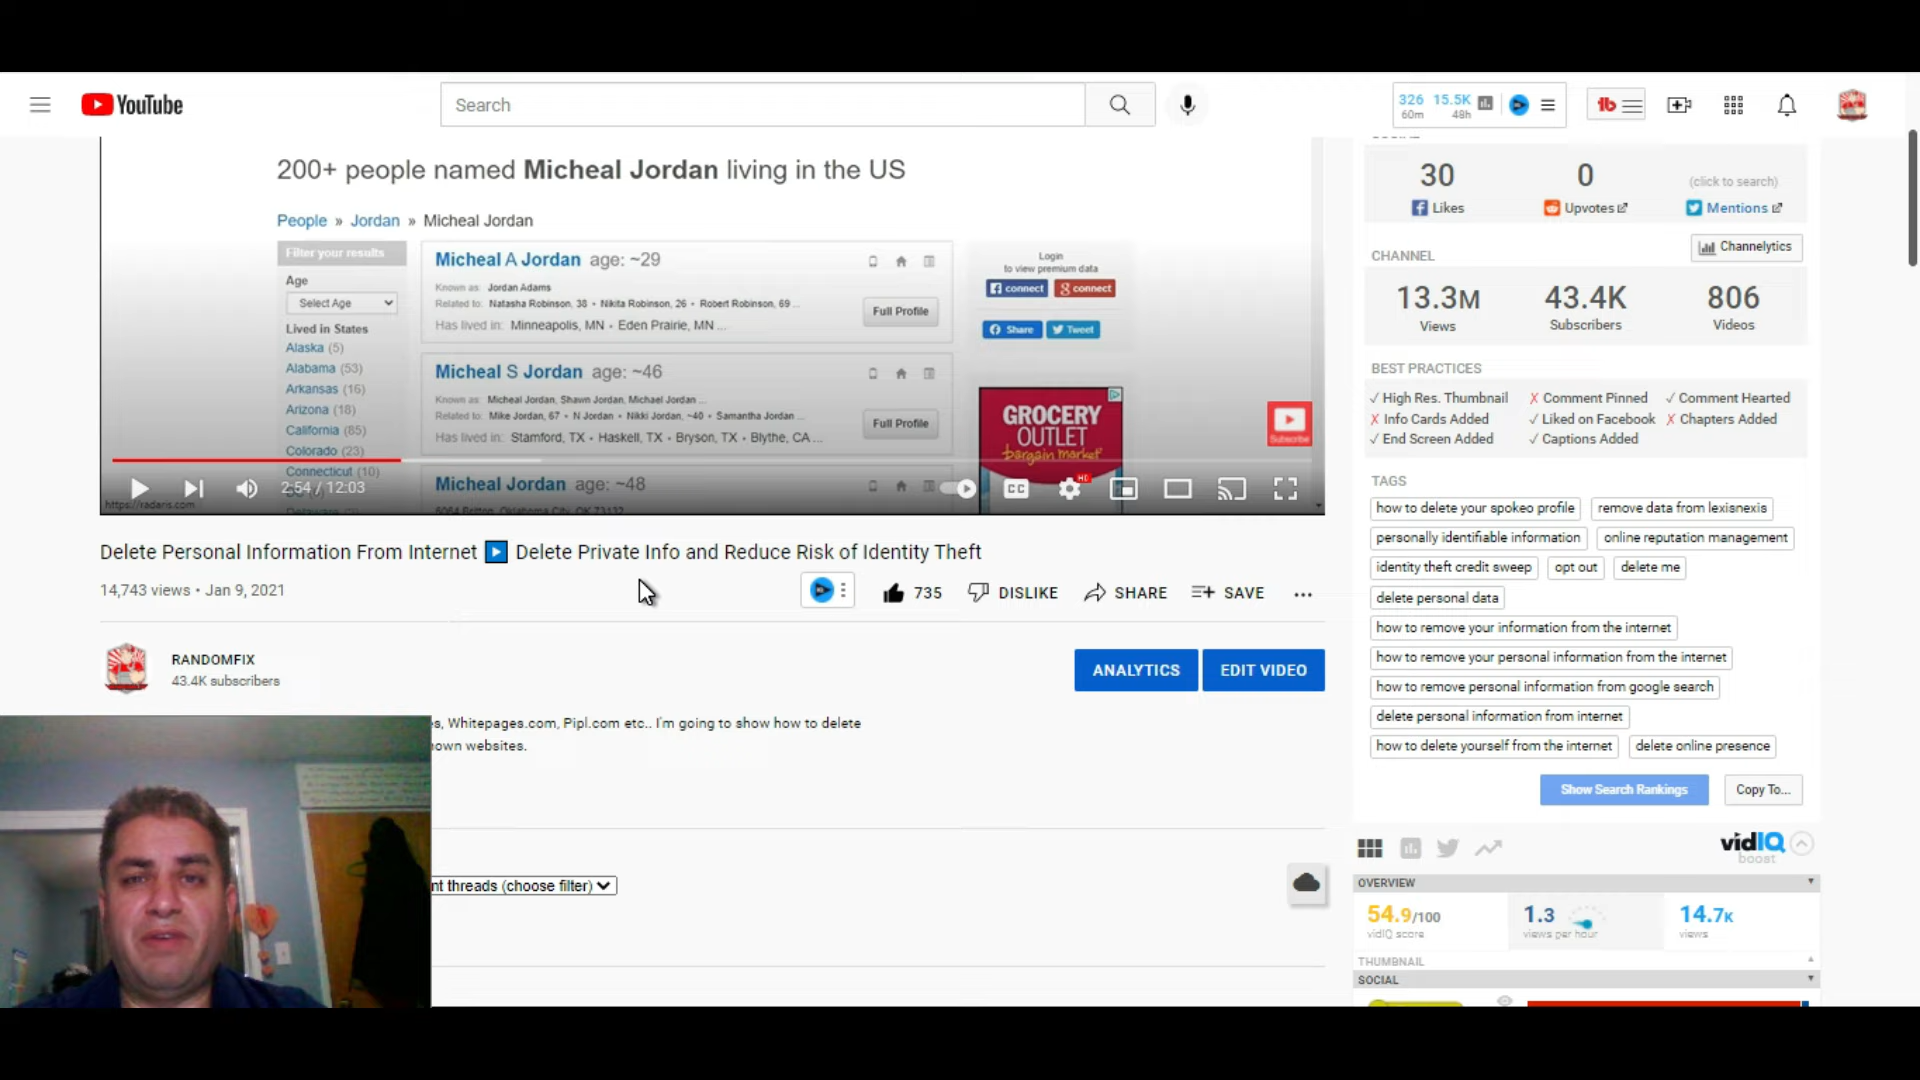 YouTube
Search
326 15.5K
60m 48h
tb
200+ people named Micheal Jordan living in the US
People » Jordan » Micheal Jordan
Filter your results
Age
Select Age
Lived in States
Alaska (5)
Alabama (53)
Arkansas (16)
Arizona (18)
California (85)
Colorado (23)
Connecticut (10)
Micheal A Jordan age: ~29
Known as: Jordan Adams
Related to: Natasha Robinson, 38 • Nikita Robinson, 26 • Robert Robinson, 69 ...
Has lived in: Minneapolis, MN • Eden Prairie, MN ...
Full Profile
Micheal S Jordan age: ~46
Known as: Micheal Jordan, Shawn Jordan, Michael Jordan ...
Related to: Mike Jordan, 67 • N Jordan • Nikki Jordan, ~40 • Samantha Jordan ...
Has lived in: Stamford, TX • Haskell, TX • Bryson, TX • Blythe, CA ...
Full Profile
Micheal Jordan age: ~48
Login
to view premium data
connect connect
Share Tweet
GROCERY
OUTLET
bargain market
Subscribe
2:54 / 12:03
CC HD
https://radaris.com
Delete Personal Information From Internet ▶ Delete Private Info and Reduce Risk of Identity Theft
14,743 views • Jan 9, 2021
735 DISLIKE SHARE SAVE
RANDOMFIX
43.4K subscribers
ANALYTICS EDIT VIDEO
s, Whitepages.com, Pipl.com etc.. I'm going to show how to delete
own websites.
nt threads (choose filter)
30 0 (click to search)
Likes Upvotes Mentions
CHANNEL Channelytics
13.3M 43.4K 806
Views Subscribers Videos
BEST PRACTICES
✓ High Res. Thumbnail ✗ Comment Pinned ✓ Comment Hearted
✗ Info Cards Added ✓ Liked on Facebook ✗ Chapters Added
✓ End Screen Added ✓ Captions Added
TAGS
how to delete your spokeo profile remove data from lexisnexis
personally identifiable information online reputation management
identity theft credit sweep opt out delete me
delete personal data
how to remove your information from the internet
how to remove your personal information from the internet
how to remove personal information from google search
delete personal information from internet
how to delete yourself from the internet delete online presence
Show Search Rankings Copy To...
vidIQ
boost
OVERVIEW
54.9/100 1.3 14.7K
vidIQ score views per hour views
THUMBNAIL
SOCIAL